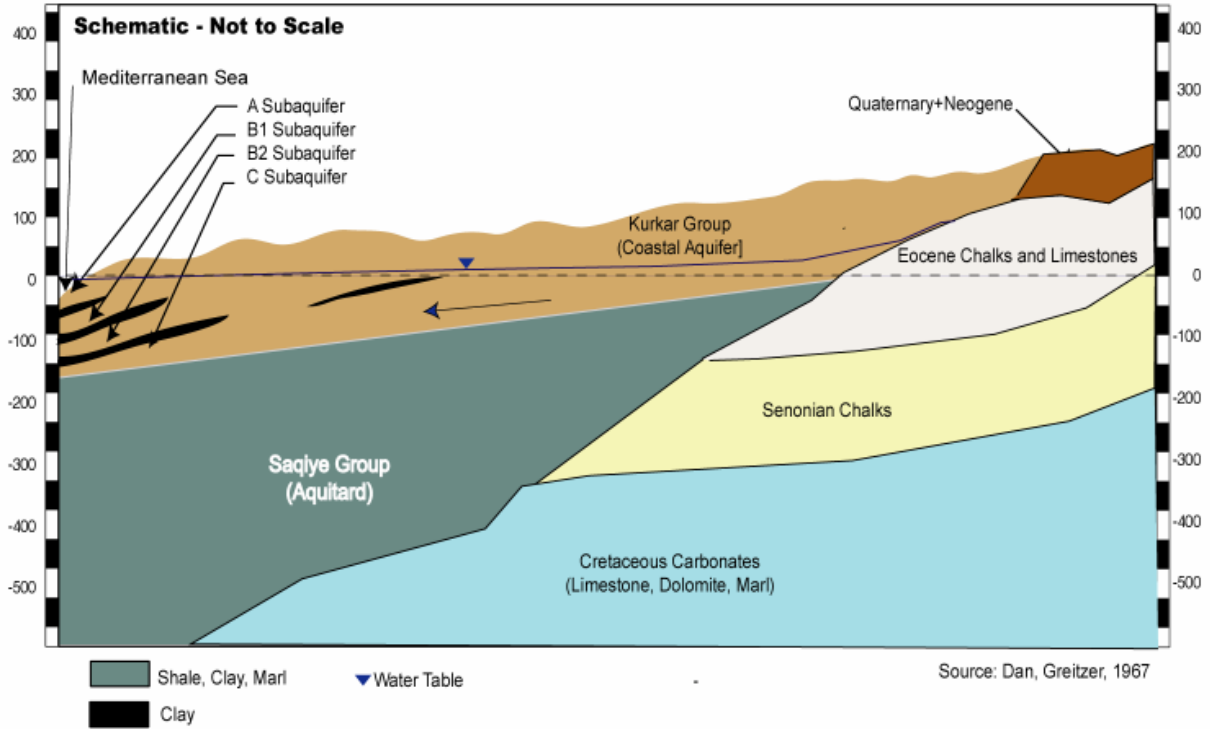 Schematic - Not to Scale
Mediterranean Sea
A Subaquifer
B1 Subaquifer
B2 Subaquifer
C Subaquifer
Quaternary+Neogene
Kurkar Group
(Coastal Aquifer]
Eocene Chalks and Limestones
Senonian Chalks
Saqiye Group
(Aquitard)
Cretaceous Carbonates
(Limestone, Dolomite, Marl)
400
300
200
100
0
-100
-200
-300
-400
-500
400
300
200
100
0
-100
-200
-300
-400
-500
Shale, Clay, Marl
Water Table
Clay
Source: Dan, Greitzer, 1967